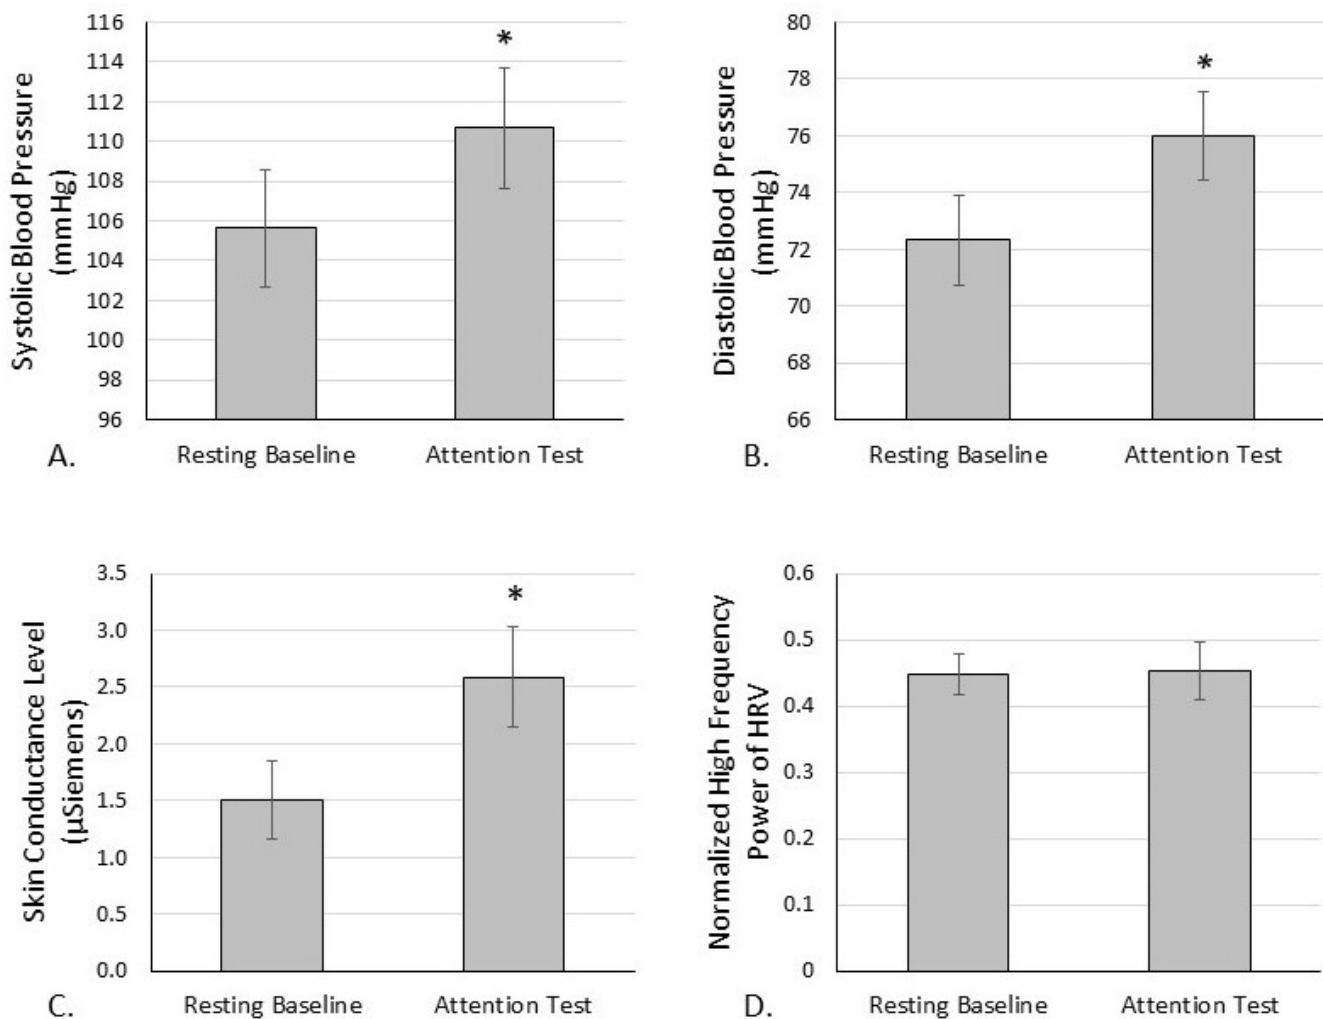 Systolic Blood Pressure
(mmHg)
116
114
112
110
108
106
104
102
100
98
96
*
Resting Baseline
Attention Test
A.
Diastolic Blood Pressure
(mmHg)
80
78
76
74
72
70
68
66
*
Resting Baseline
Attention Test
B.
Skin Conductance Level
(µSiemens)
3.5
3.0
2.5
2.0
1.5
1.0
0.5
0.0
*
Resting Baseline
Attention Test
C.
Normalized High Frequency
Power of HRV
0.6
0.5
0.4
0.3
0.2
0.1
0
Resting Baseline
Attention Test
D.